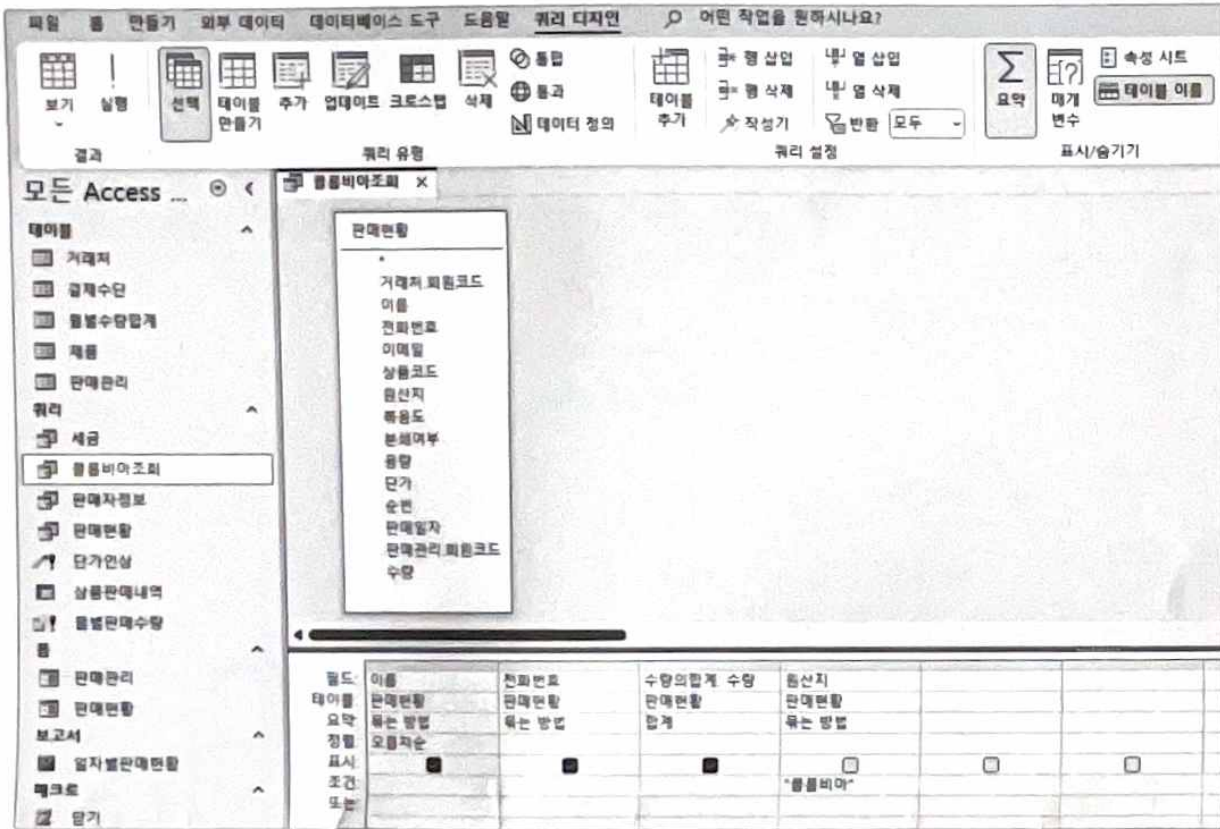 파일 홈 만들기 외부 데이터 데이터베이스 도구 도움말 쿼리 디자인 어떤 작업을 원하시나요?
보기 실행 선택 테이블 만들기 추가 업데이트 크로스탭 삭제
통합
통과
데이터 정의
테이블 추가
행 삽입
행 삭제
작성기
열 삽입
열 삭제
반환 모두
요약
매개 변수
속성 시트
테이블 이름
결과 쿼리 유형 쿼리 설정 표시/숨기기
모든 Access ...
테이블
거래처
결제수단
월별수당합계
제품
판매관리
쿼리
세금
콜롬비아조회
판매자정보
판매현황
단가인상
상품판매내역
월별판매수량
폼
판매관리
판매현황
보고서
일자별판매현황
매크로
닫기
콜롬비아조회
판매현황
*
거래처.회원코드
이름
전화번호
이메일
상품코드
원산지
볶음도
분쇄여부
용량
단가
순번
판매일자
판매관리.회원코드
수량
필드: 이름 전화번호 수량의합계: 수량 원산지
테이블: 판매현황 판매현황 판매현황 판매현황
요약: 묶는 방법 묶는 방법 합계 묶는 방법
정렬: 오름차순
표시:
조건: "콜롬비아"
또는: